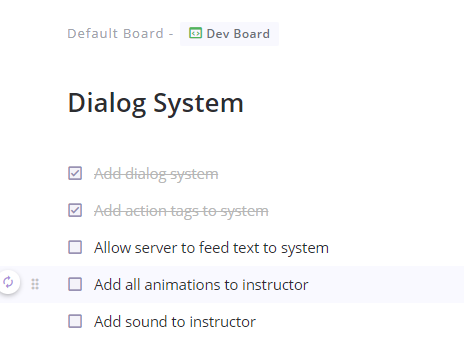 Default Board - Dev Board
Dialog System
Add dialog system
Add action tags to system
Allow server to feed text to system
Add all animations to instructor
Add sound to instructor